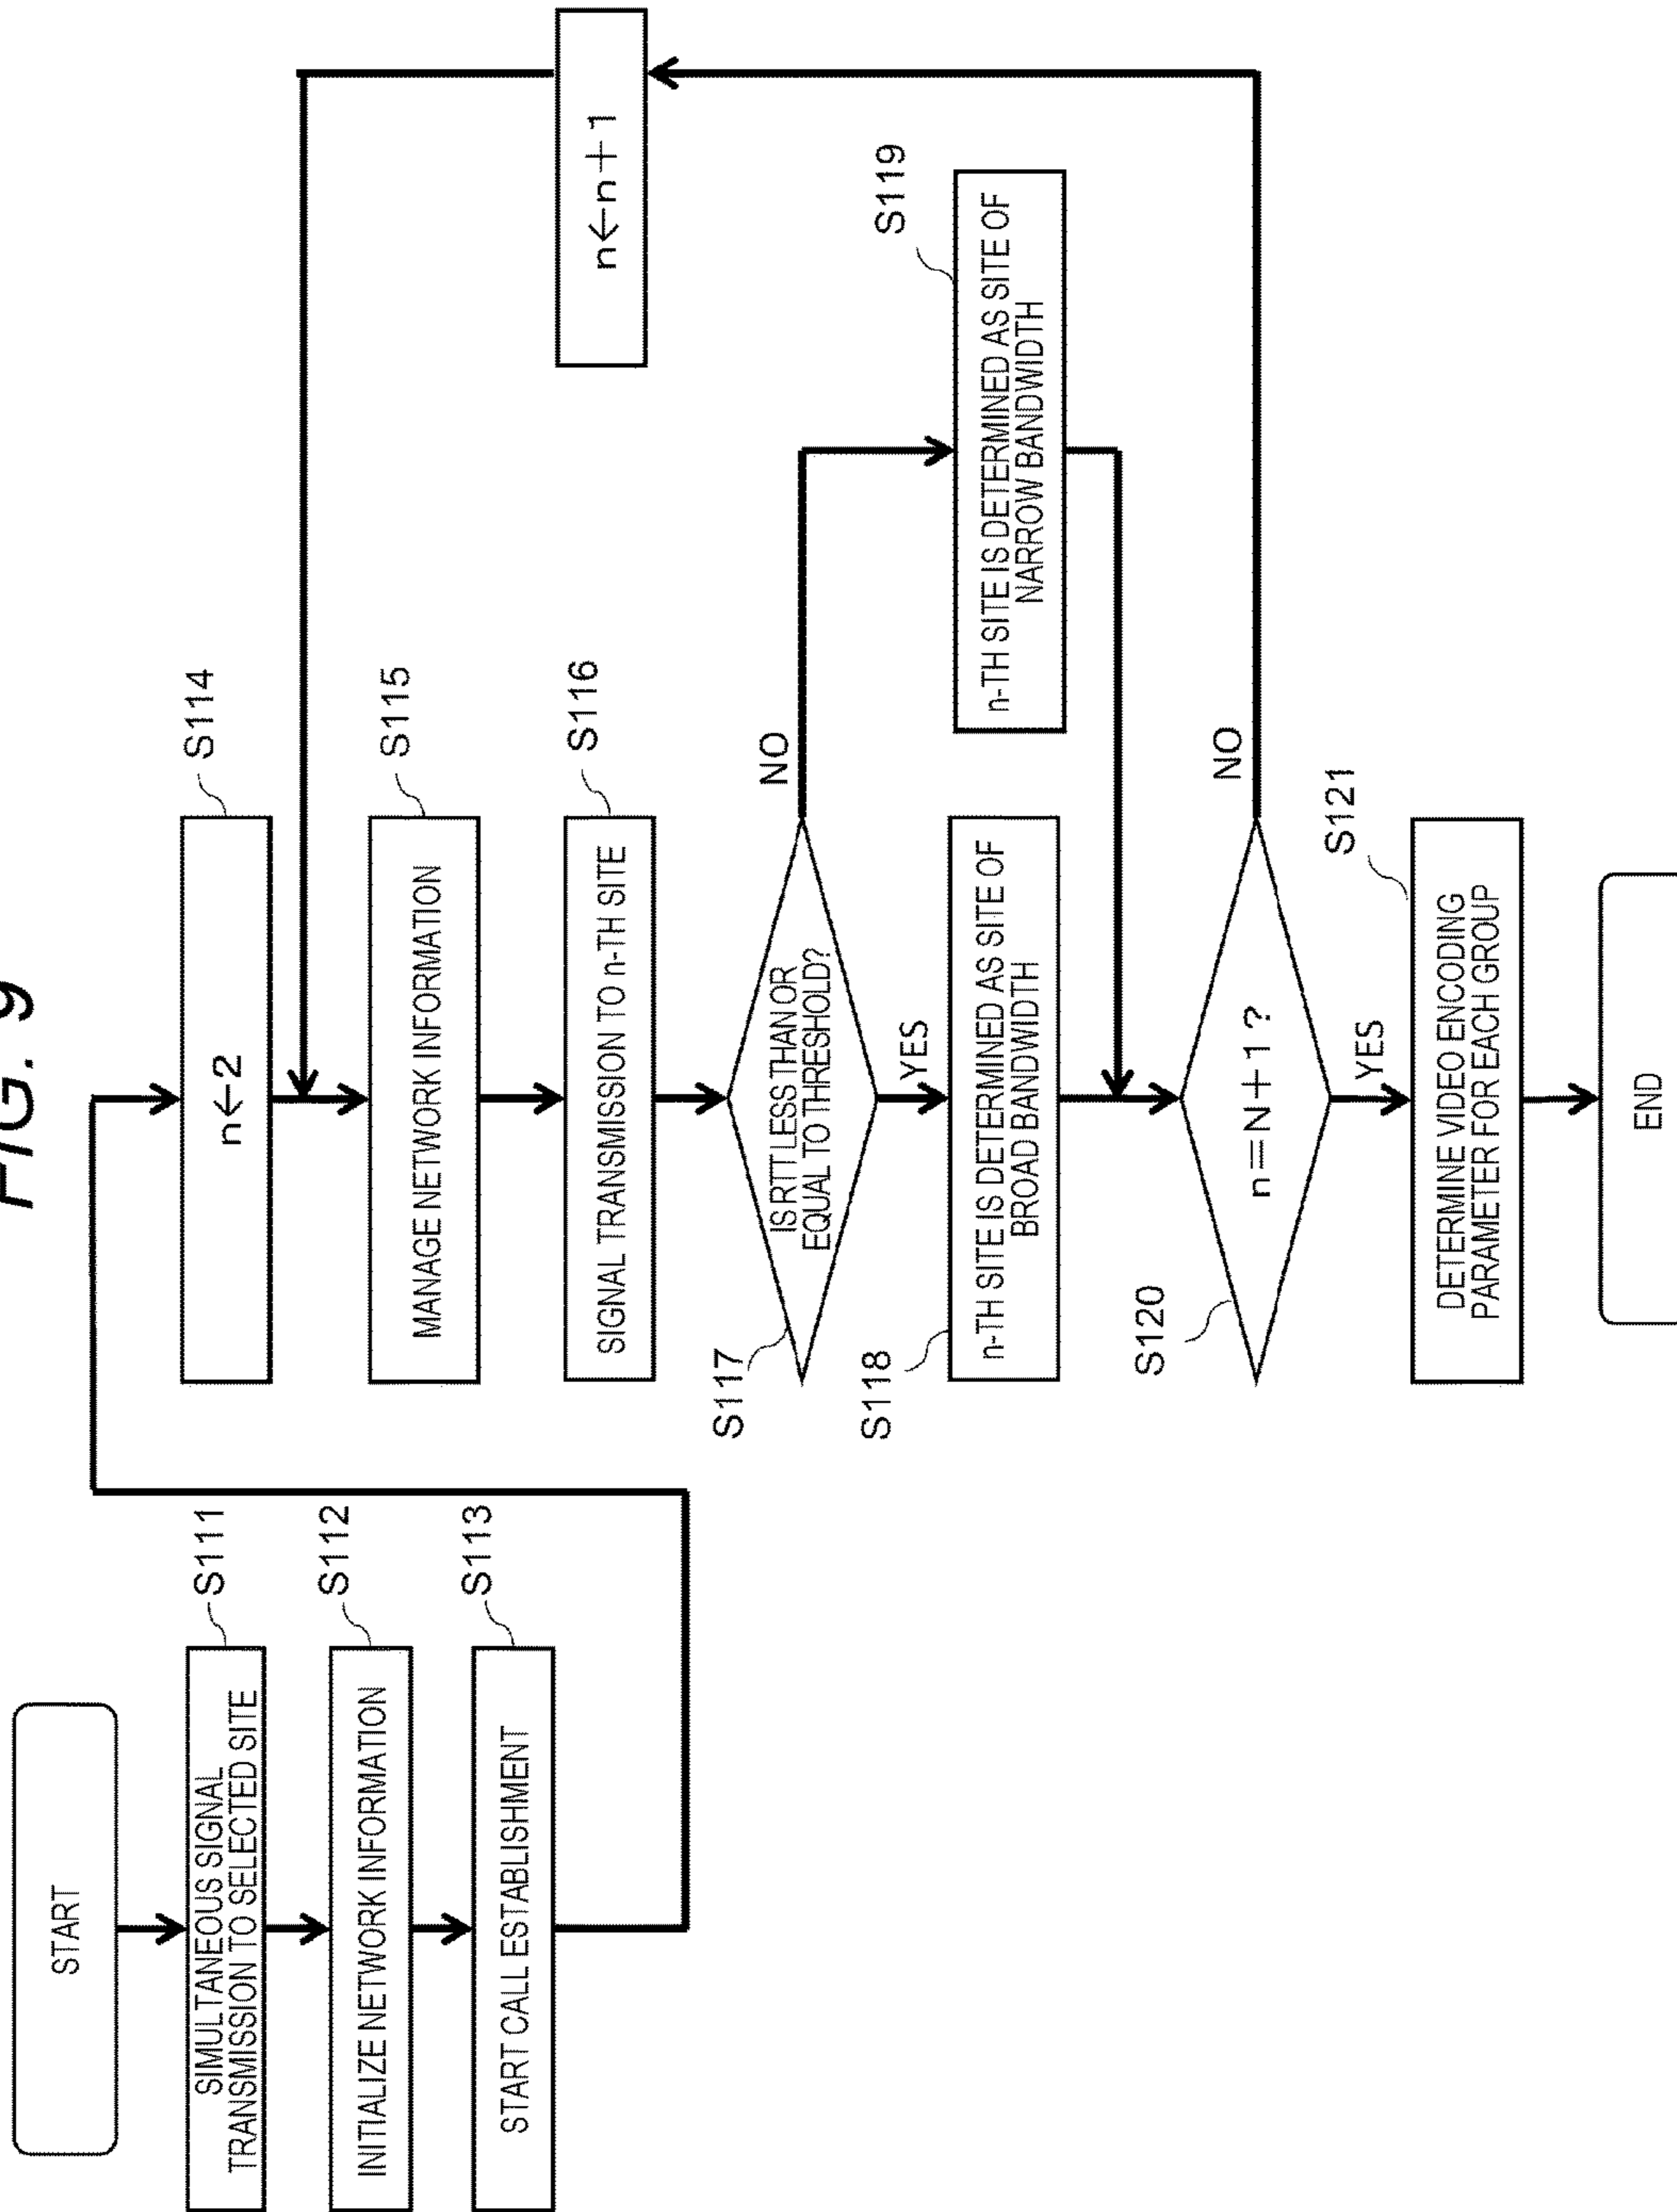 FIG. 9
START
SIMULTANEOUS SIGNAL
TRANSMISSION TO SELECTED SITE
S111
INITIALIZE NETWORK INFORMATION
S112
START CALL ESTABLISHMENT
S113
n←2
S114
MANAGE NETWORK INFORMATION
S115
SIGNAL TRANSMISSION TO n-TH SITE
S116
IS RTT LESS THAN OR
EQUAL TO THRESHOLD?
S117
NO
YES
n-TH SITE IS DETERMINED AS SITE OF
BROAD BANDWIDTH
S118
n-TH SITE IS DETERMINED AS SITE OF
NARROW BANDWIDTH
S119
n=N+1?
S120
NO
YES
n←n+1
DETERMINE VIDEO ENCODING
PARAMETER FOR EACH GROUP
S121
END